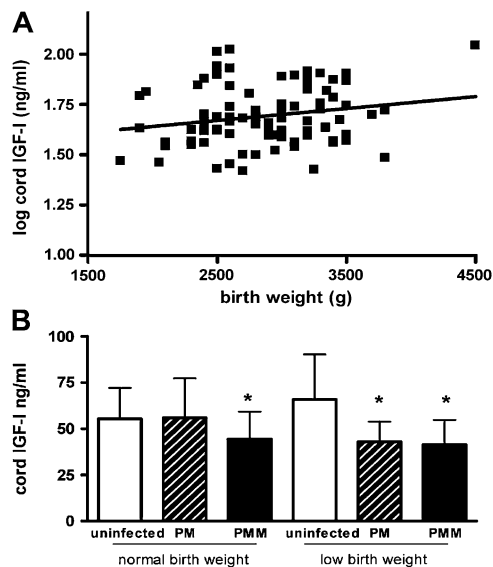 A
log cord IGF-I (ng/ml)
2.00
1.75
1.50
1.25
1.00
1500
2500
3500
4500
birth weight (g)
B
cord IGF-I ng/ml
100
75
50
25
0
*
*
*
uninfected PM PMM uninfected PM PMM
normal birth weight low birth weight